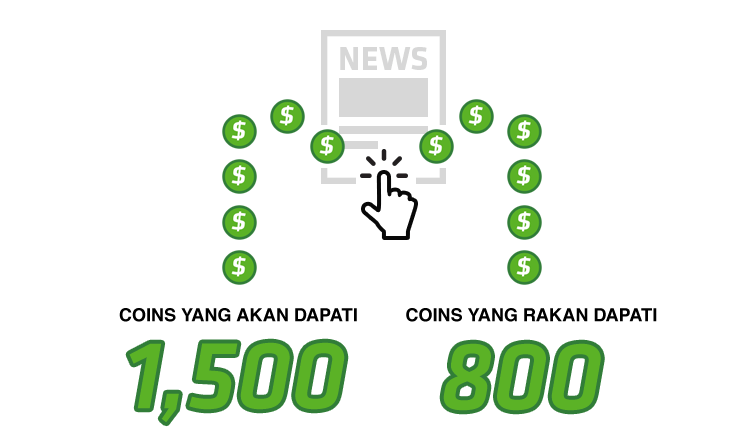 NEWS
$ $ $ $ $ $
$ $
$ $
$ $
COINS YANG AKAN DAPATI COINS YANG RAKAN DAPATI
1,500 800